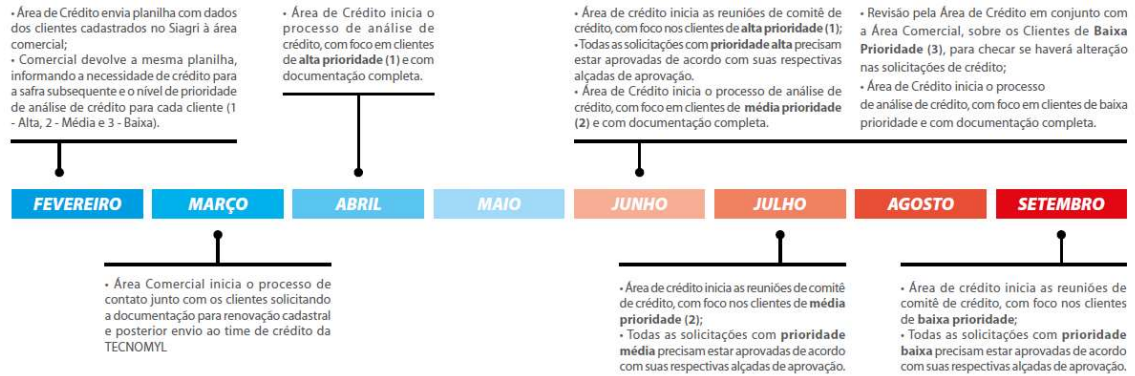 • Área de Crédito envia planilha com dados
dos clientes cadastrados no Siagri à área
comercial;
• Comercial devolve a mesma planilha,
informando a necessidade de crédito para
a safra subsequente e o nível de prioridade
de análise de crédito para cada cliente (1
- Alta, 2 - Média e 3 - Baixa).
• Área de Crédito inicia o
processo de análise de
crédito, com foco em clientes
de alta prioridade (1) e com
documentação completa.
• Área de crédito inicia as reuniões de comitê de
crédito, com foco nos clientes de alta prioridade (1);
• Todas as solicitações com prioridade alta precisam
estar aprovadas de acordo com suas respectivas
alçadas de aprovação.
• Área de Crédito inicia o processo de análise de
crédito, com foco em clientes de média prioridade
(2) e com documentação completa.
• Revisão pela Área de Crédito em conjunto com
a Área Comercial, sobre os Clientes de Baixa
Prioridade (3), para checar se haverá alteração
nas solicitações de crédito;
• Área de Crédito inicia o processo
de análise de crédito, com foco em clientes de baixa
prioridade e com documentação completa.
FEVEREIRO
MARÇO
ABRIL
MAIO
JUNHO
JULHO
AGOSTO
SETEMBRO
• Área Comercial inicia o processo de
contato junto com os clientes solicitando
a documentação para renovação cadastral
e posterior envio ao time de crédito da
TECNOMYL
• Área de crédito inicia as reuniões de comitê
de crédito, com foco nos clientes de média
prioridade (2);
• Todas as solicitações com prioridade
média precisam estar aprovadas de acordo
com suas respectivas alçadas de aprovação.
• Área de crédito inicia as reuniões de
comitê de crédito, com foco nos clientes
de baixa prioridade;
• Todas as solicitações com prioridade
baixa precisam estar aprovadas de acordo
com suas respectivas alçadas de aprovação.